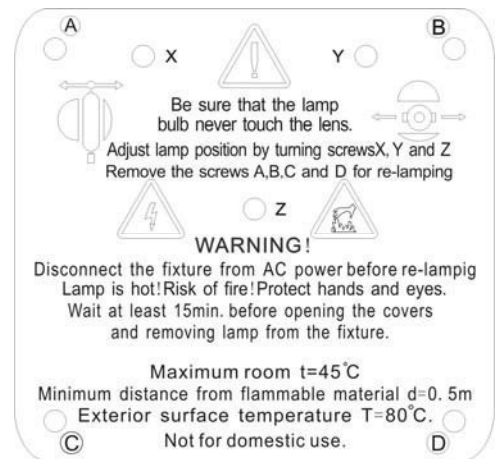 A
B
X
Y
Be sure that the lamp
bulb never touch the lens.
Adjust lamp position by turning screwsX, Y and Z
Remove the screws A,B,C and D for re-lamping
Z
WARNING!
Disconnect the fixture from AC power before re-lampig
Lamp is hot!Risk of fire!Protect hands and eyes.
Wait at least 15min. before opening the covers
and removing lamp from the fixture.
Maximum room t=45°C
Minimum distance from flammable material d=0. 5m
Exterior surface temperature T=80°C.
C
Not for domestic use.
D